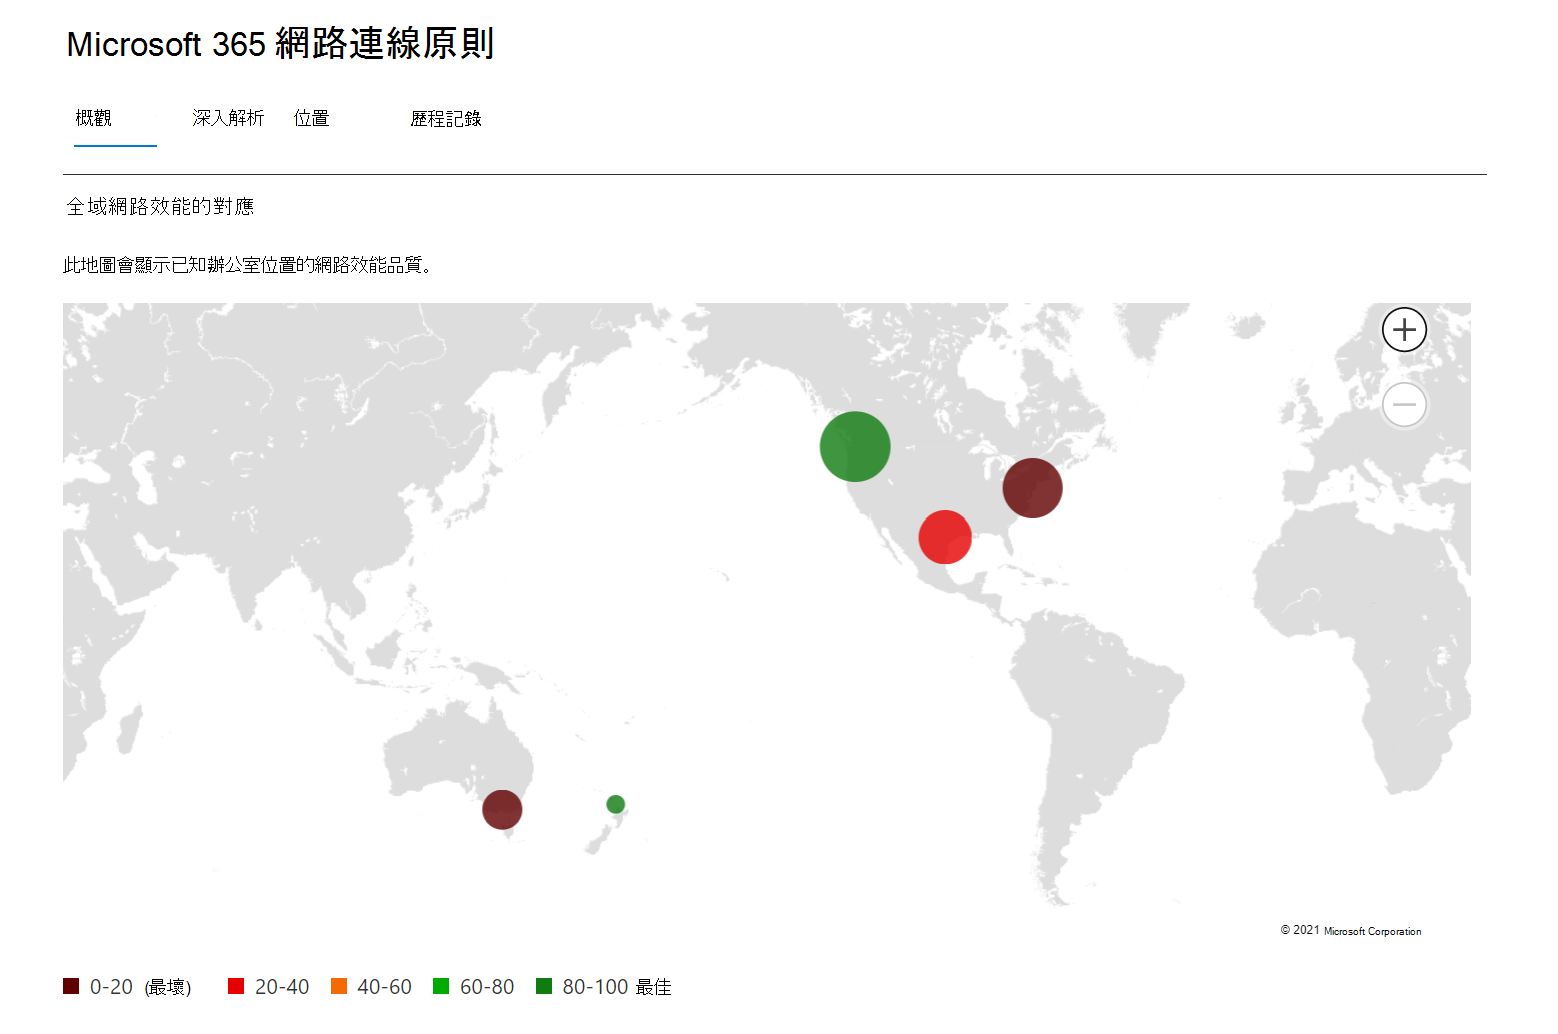 Microsoft 365 網路連線原則
概觀 深入解析 位置 歷程記錄
全域網路效能的對應
此地圖會顯示已知辦公室位置的網路效能品質。
© 2021 Microsoft Corporation
0-20 (最壞) 20-40 40-60 60-80 80-100 最佳